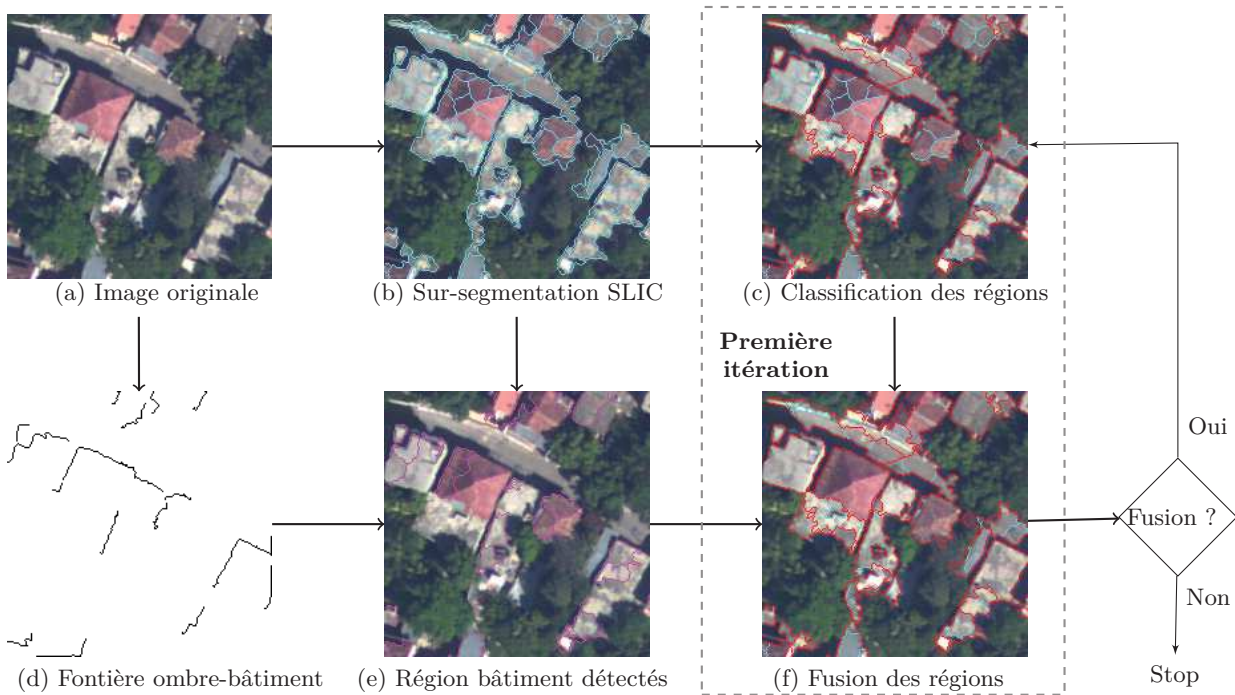 (a) Image originale
(b) Sur-segmentation SLIC
(c) Classification des régions
Première
itération
Oui
Fusion ?
Non
Stop
(d) Fontière ombre-bâtiment
(e) Région bâtiment détectés
(f) Fusion des régions